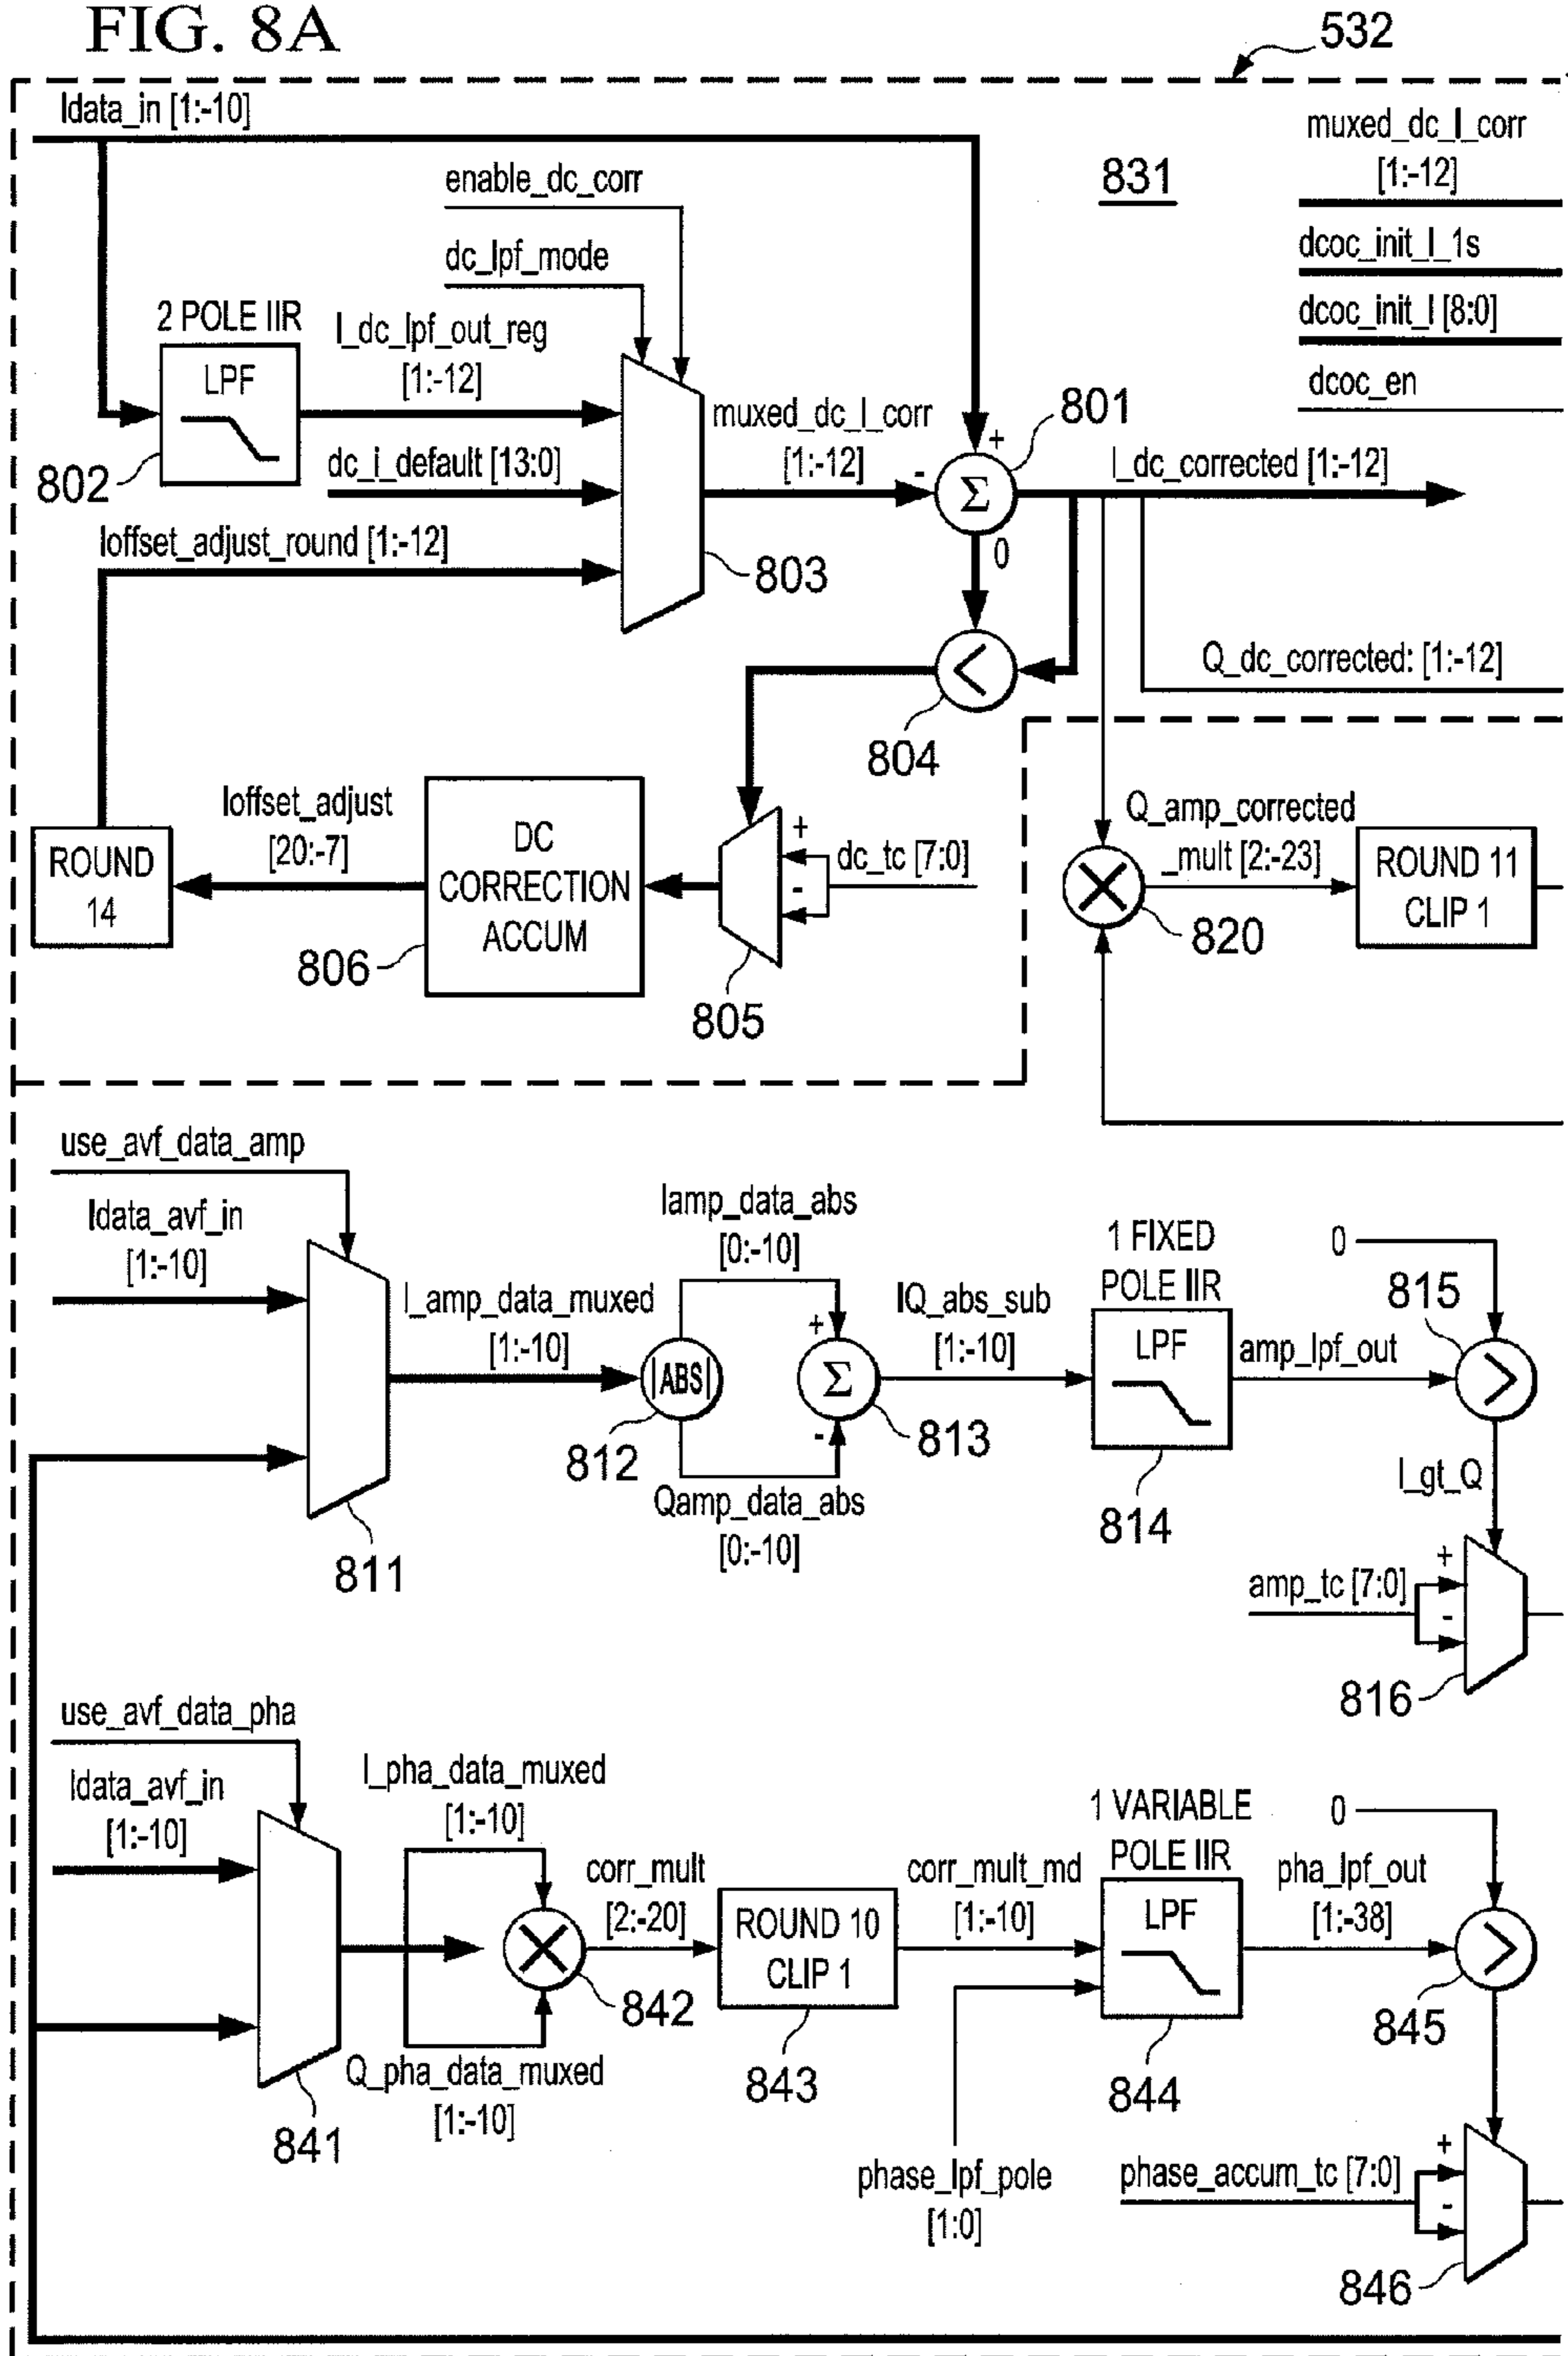 FIG. 8A
532
Idata_in [1:-10]
muxed_dc_I_corr
[1:-12]
enable_dc_corr
831
dc_lpf_mode
dcoc_init_I_1s
2 POLE IIR
I_dc_lpf_out_reg
[1:-12]
dcoc_init_I [8:0]
LPF
dcoc_en
muxed_dc_I_corr
[1:-12]
+
801
802
dc_i_default [13:0]
-
Σ
I_dc_corrected [1:-12]
Ioffset_adjust_round [1:-12]
0
803
<
Q_dc_corrected: [1:-12]
804
Ioffset_adjust
[20:-7]
DC
CORRECTION
ACCUM
+
-
dc_tc [7:0]
Q_amp_corrected
_mult [2:-23]
ROUND
14
ROUND 11
CLIP 1
806
805
820
use_avf_data_amp
Idata_avf_in
[1:-10]
Iamp_data_abs
[0:-10]
1 FIXED
POLE IIR
0
815
I_amp_data_muxed
[1:-10]
+
IQ_abs_sub
[1:-10]
LPF
amp_lpf_out
|ABS|
Σ
>
812
-
813
Qamp_data_abs
[0:-10]
814
I_gt_Q
811
amp_tc [7:0]
+
-
816
use_avf_data_pha
Idata_avf_in
[1:-10]
I_pha_data_muxed
[1:-10]
1 VARIABLE
POLE IIR
0
corr_mult
[2:-20]
corr_mult_md
[1:-10]
pha_lpf_out
[1:-38]
ROUND 10
CLIP 1
LPF
>
842
845
Q_pha_data_muxed
[1:-10]
843
844
841
phase_lpf_pole
[1:0]
phase_accum_tc [7:0]
+
-
846